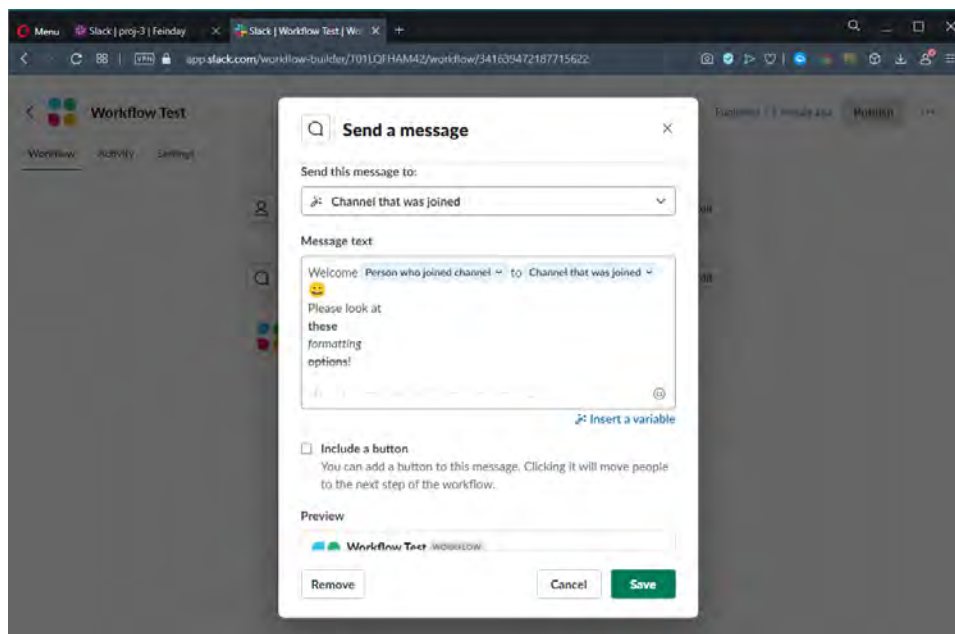 Menu
Slack | proj-3 | Feinday
Slack | Workflow Test | Wo
app.slack.com/workflow-builder/T01LQFHAM42/workflow/341639472187715622
Workflow Test
Publish
Workflow Activity Settings
Send a message
Send this message to:
Channel that was joined
Message text
Welcome Person who joined channel to Channel that was joined
Please look at
these
formatting
options!
Insert a variable
Include a button
You can add a button to this message. Clicking it will move people
to the next step of the workflow.
Preview
Workflow Test WORKFLOW
Remove
Cancel
Save